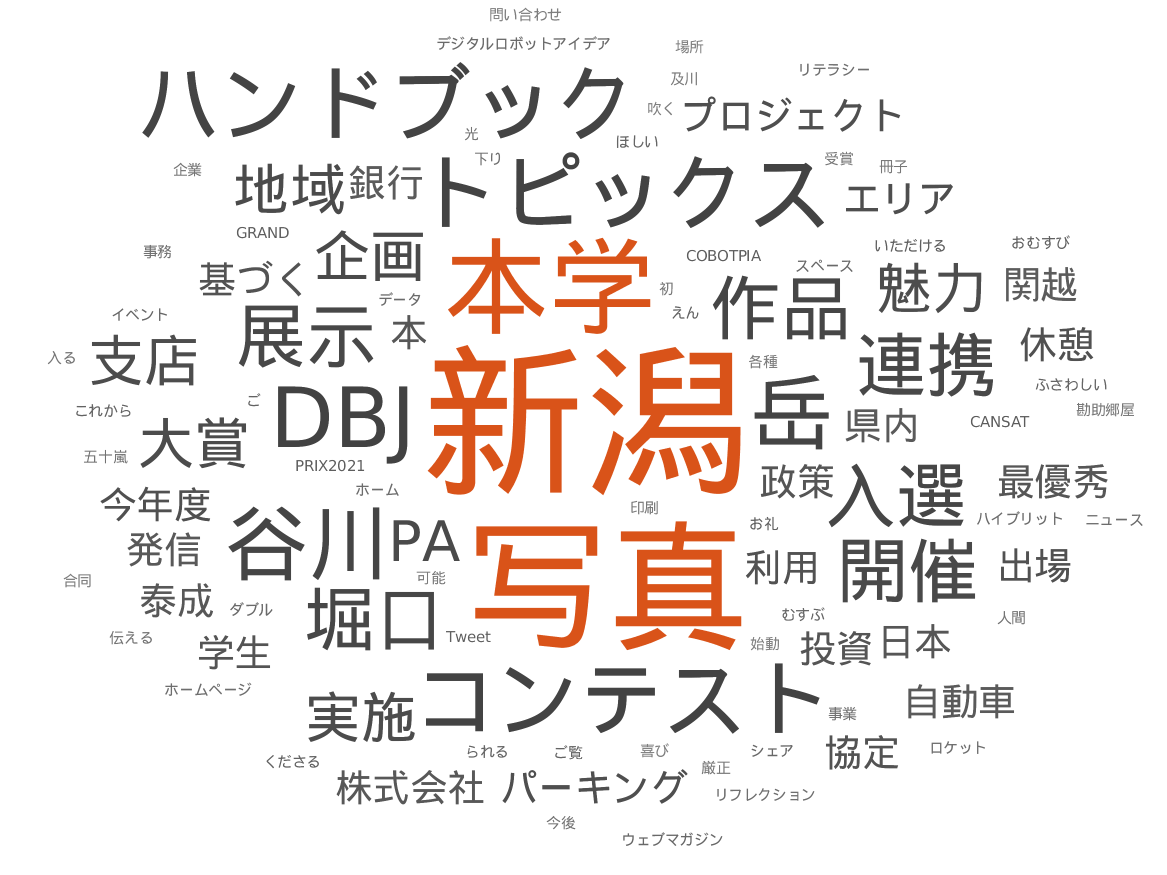 問い合わせ
デジタルロボットアイデア
場所
リテラシー
及川
ハンドブック
吹く
プロジェクト
光
ほしい
下り
受賞
冊子
企業
地域
銀行
トピックス
エリア
GRAND
事務
企画
本学
COBOTPIA
いただける
おむすび
基づく
スペース
魅力
関越
データ
初
えん
作品
イベント
展示
本
入る
支店
新潟
各種
連携
休憩
ふさわしい
これから
ご
DBJ
岳
県内
CANSAT
勘助郷屋
五十嵐
大賞
PRIX2021
政策
入選
最優秀
今年度
ホーム
印刷
お礼
ハイブリット
ニュース
発信
谷川
PA
写真
利用
開催
出場
合同
可能
泰成
ダブル
堀口
むすぶ
人間
伝える
学生
Tweet
始動
投資
日本
ホームページ
実施
コンテスト
事業
自動車
くださる
られる
ご覧
喜び
シェア
協定
ロケット
株式会社
パーキング
厳正
リフレクション
今後
ウェブマガジン